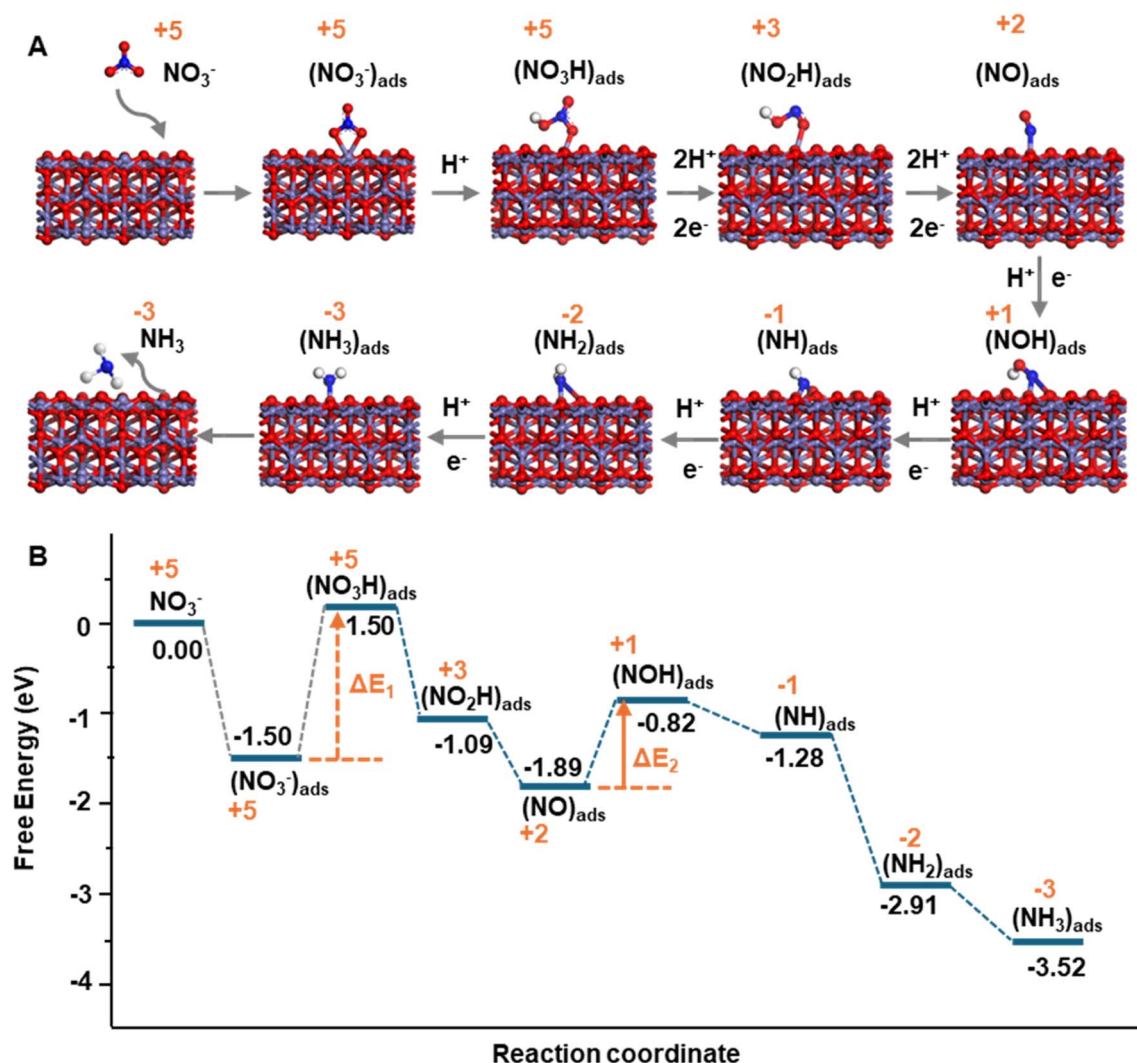 A
+5 +5 +5 +3 +2
NO3- (NO3-)ads (NO3H)ads (NO2H)ads (NO)ads
H+ 2H+ 2H+
2e- 2e-
H+ e-
-3 -3 -2 -1 +1
NH3 (NH3)ads (NH2)ads (NH)ads (NOH)ads
H+ H+ H+
e- e- e-
B
+5 +5
NO3- (NO3H)ads
0 0.00 1.50
+1
+3 (NOH)ads -1
ΔE1 (NO2H)ads (NH)ads
-1 -1.09 -0.82
-1.50 -1.89 ΔE2 -1.28
(NO3-)ads (NO)ads
+5 +2
-2
-2
(NH2)ads
-3 -2.91 -3
(NH3)ads
-3.52
-4
Free Energy (eV)
Reaction coordinate